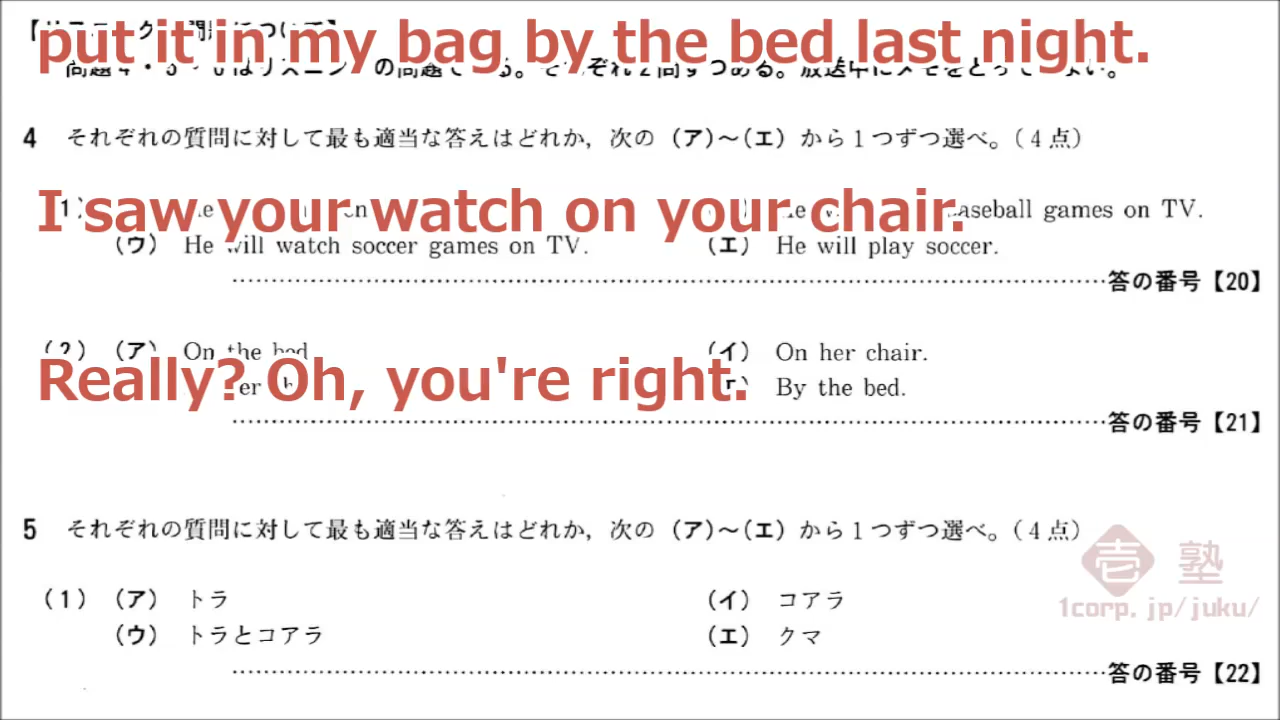 put it in my bag by the bed last night.
4 それぞれの質問に対して最も適当な答えはどれか，次の（ア）～（エ）から１つずつ選べ。（４点）
I saw your watch on your chair.
baseball games on TV.
（ウ） He will watch soccer games on TV. （エ） He will play soccer.
答の番号【20】
（２）（ア） On the bed （イ） On her chair.
Really? Oh, you're right.
By the bed.
答の番号【21】
5 それぞれの質問に対して最も適当な答えはどれか，次の（ア）～（エ）から１つずつ選べ。（４点）
壱塾
1corp.jp/juku/
（１）（ア） トラ （イ） コアラ
（ウ） トラとコアラ （エ） クマ
答の番号【22】